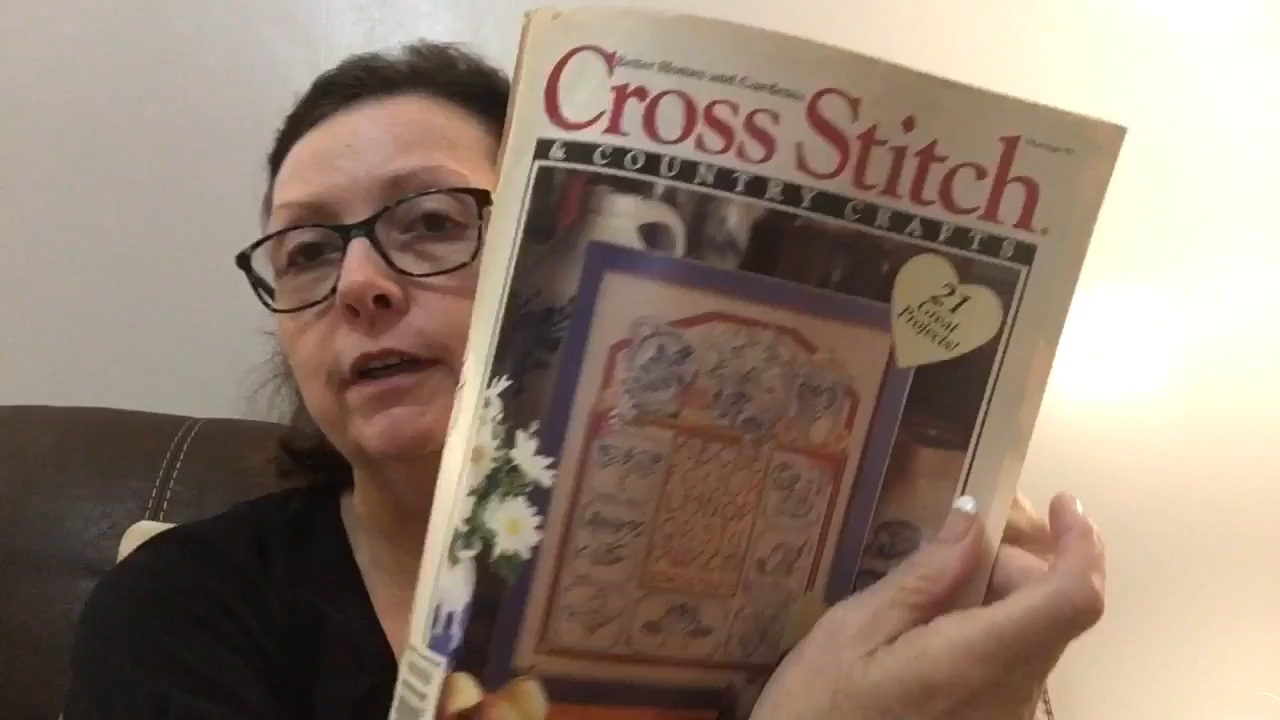 Better Homes and Gardens
Cross Stitch
& COUNTRY CRAFTS
21
Great
Projects!